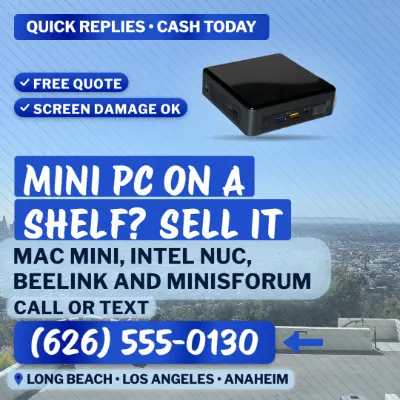 QUICK REPLIES • CASH TODAY
FREE QUOTE
SCREEN DAMAGE OK
MINI PC ON A
SHELF? SELL IT
MAC MINI, INTEL NUC,
BEELINK AND MINISFORUM
CALL OR TEXT
(626) 555-0130
LONG BEACH • LOS ANGELES • ANAHEIM